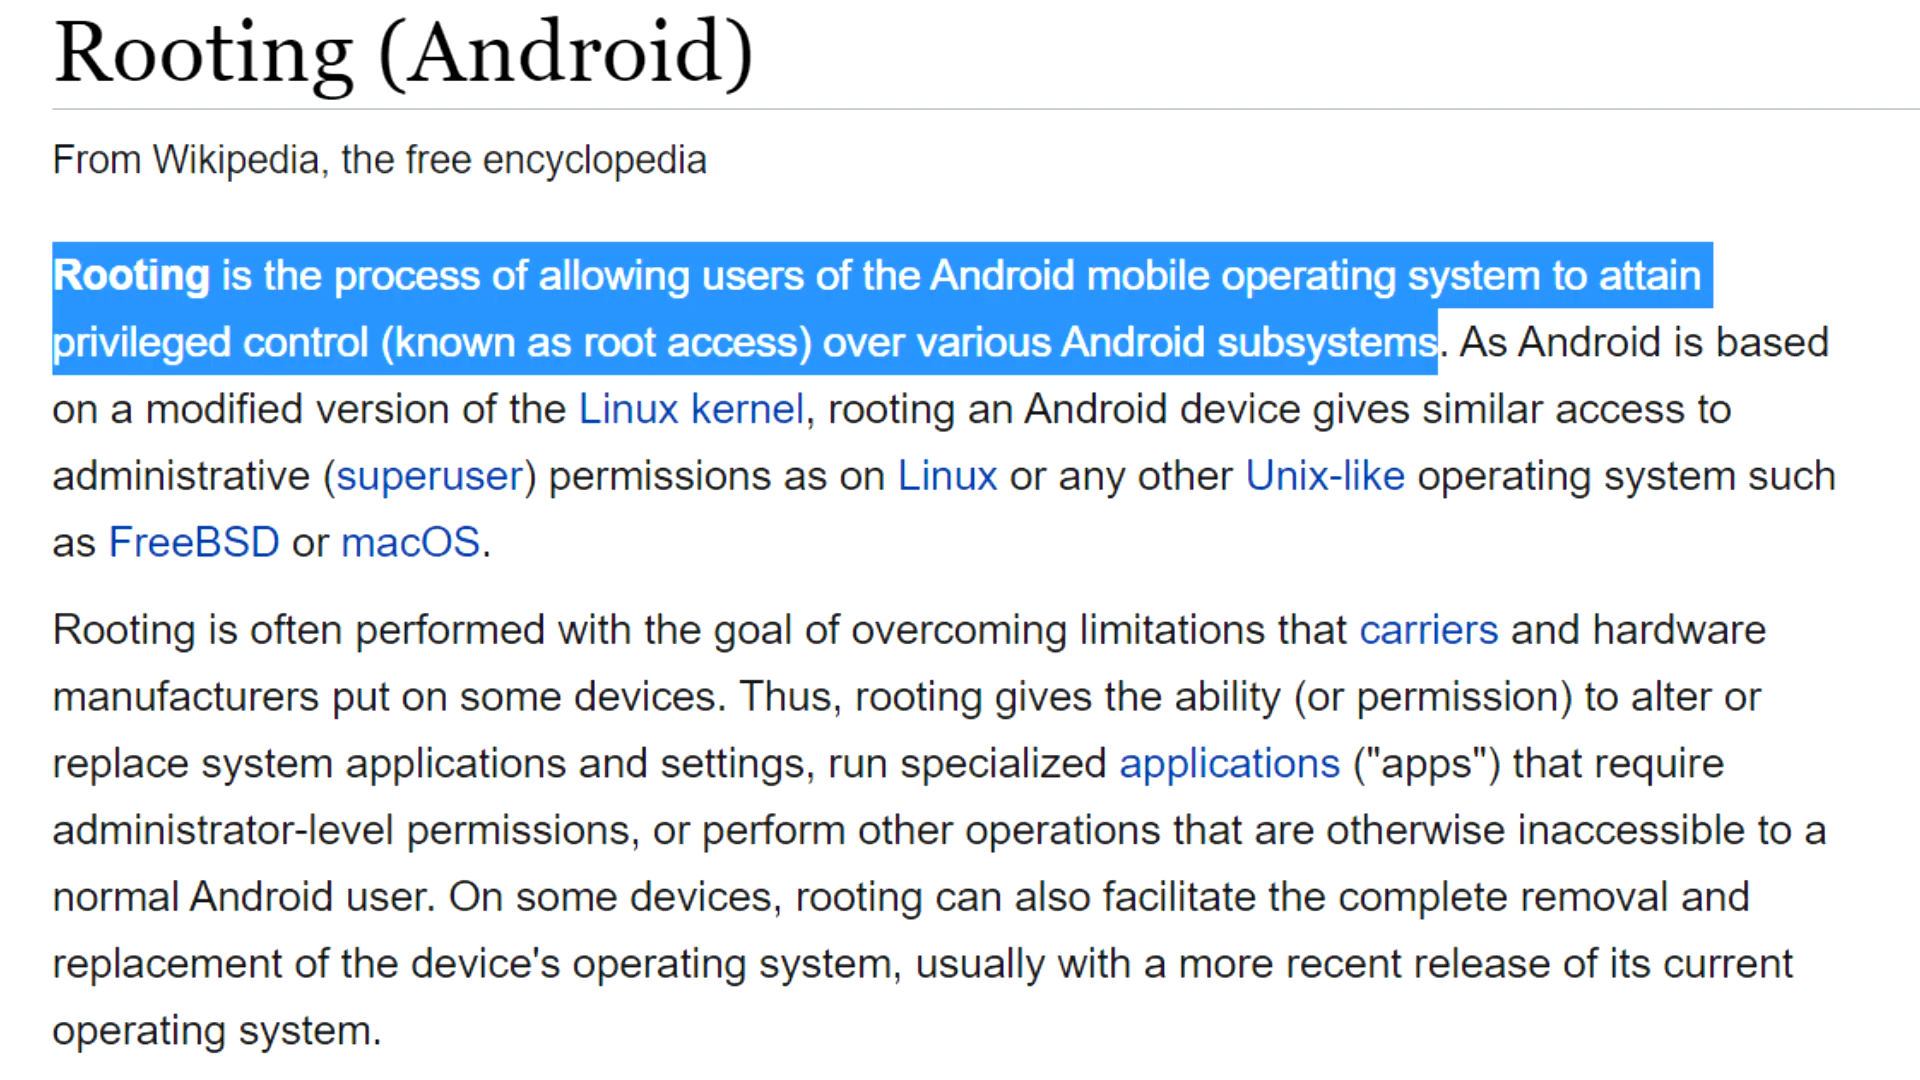 Rooting (Android)
From Wikipedia, the free encyclopedia
Rooting is the process of allowing users of the Android mobile operating system to attain
privileged control (known as root access) over various Android subsystems. As Android is based
on a modified version of the Linux kernel, rooting an Android device gives similar access to
administrative (superuser) permissions as on Linux or any other Unix-like operating system such
as FreeBSD or macOS.
Rooting is often performed with the goal of overcoming limitations that carriers and hardware
manufacturers put on some devices. Thus, rooting gives the ability (or permission) to alter or
replace system applications and settings, run specialized applications ("apps") that require
administrator-level permissions, or perform other operations that are otherwise inaccessible to a
normal Android user. On some devices, rooting can also facilitate the complete removal and
replacement of the device's operating system, usually with a more recent release of its current
operating system.